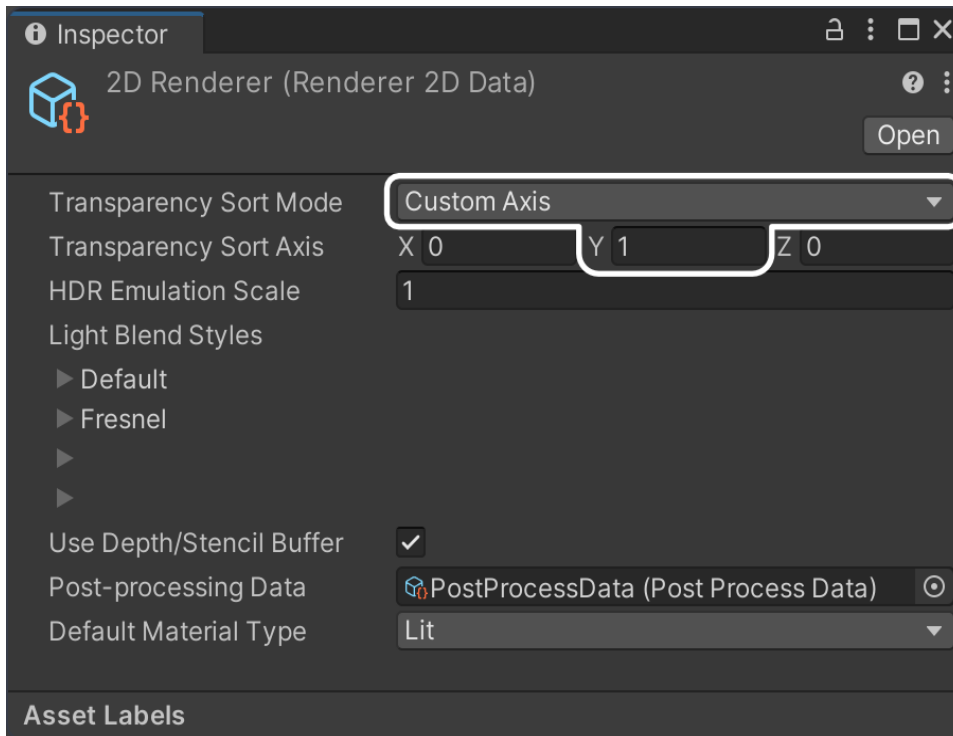 Inspector
2D Renderer (Renderer 2D Data)
Open
Transparency Sort Mode Custom Axis
Transparency Sort Axis X 0 Y 1 Z 0
HDR Emulation Scale 1
Light Blend Styles
Default
Fresnel
Use Depth/Stencil Buffer
Post-processing Data PostProcessData (Post Process Data)
Default Material Type Lit
Asset Labels